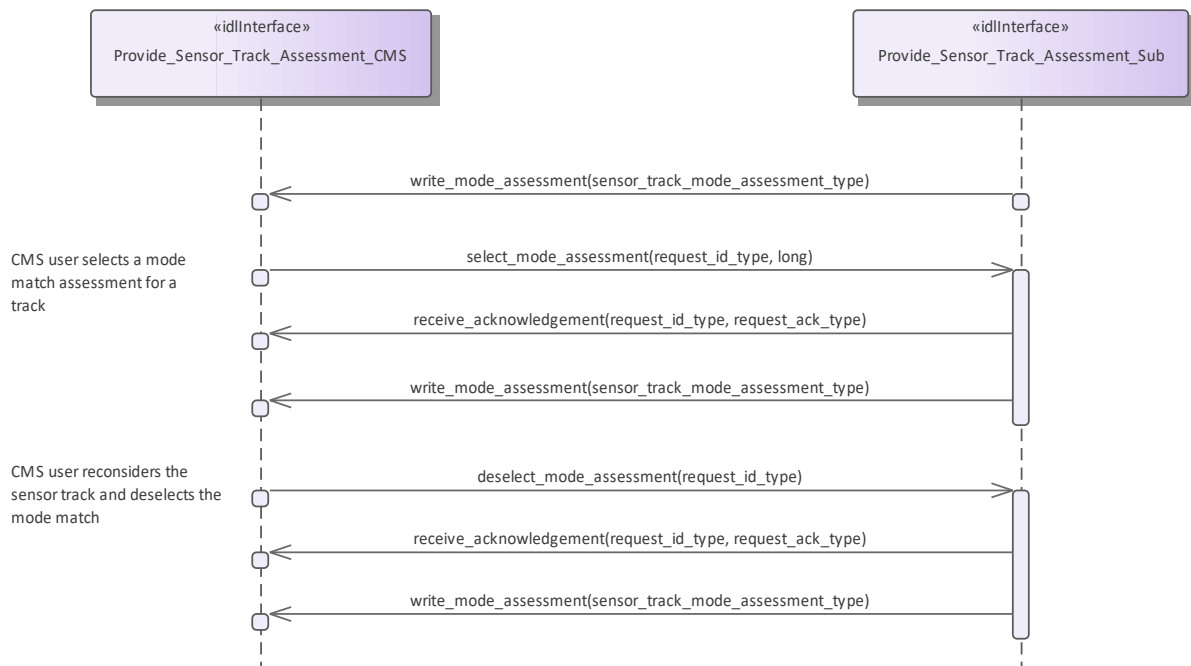 «idlInterface»
Provide_Sensor_Track_Assessment_CMS
«idlInterface»
Provide_Sensor_Track_Assessment_Sub
write_mode_assessment(sensor_track_mode_assessment_type)
CMS user selects a mode
match assessment for a
track
select_mode_assessment(request_id_type, long)
receive_acknowledgement(request_id_type, request_ack_type)
write_mode_assessment(sensor_track_mode_assessment_type)
CMS user reconsiders the
sensor track and deselects the
mode match
deselect_mode_assessment(request_id_type)
receive_acknowledgement(request_id_type, request_ack_type)
write_mode_assessment(sensor_track_mode_assessment_type)